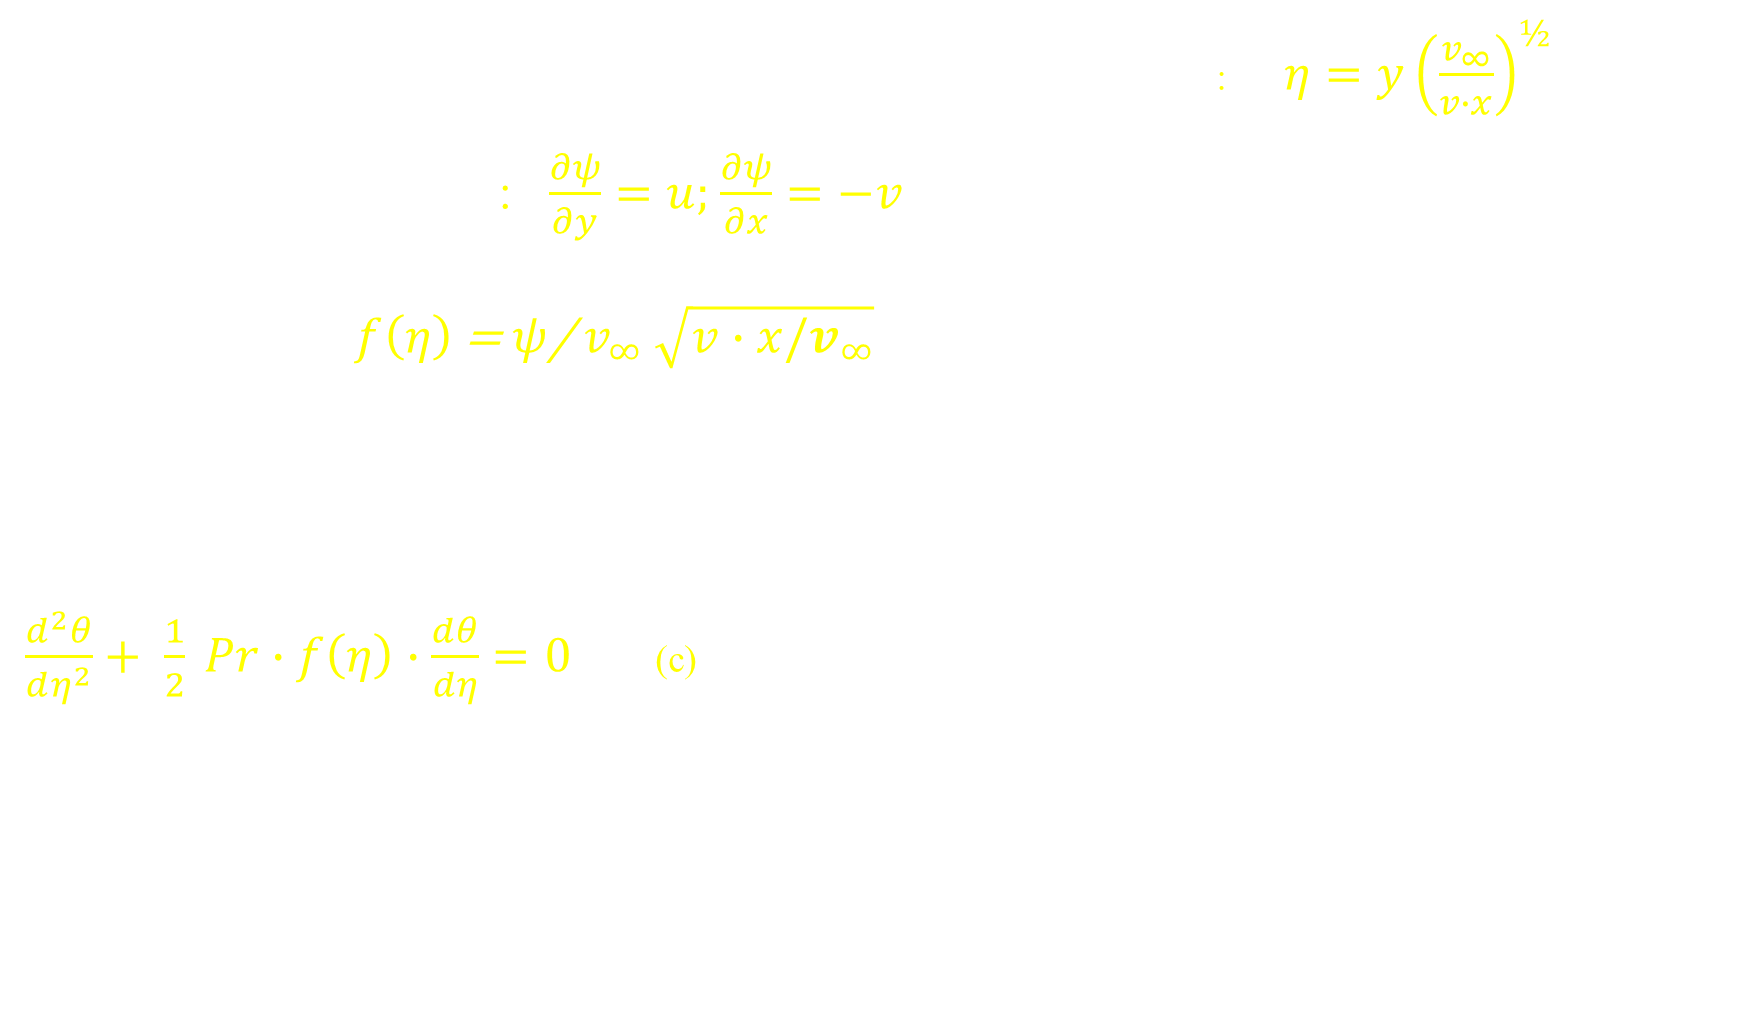 : η = y (v∞/v·x)^½
: ∂ψ/∂y = u; ∂ψ/∂x = −v
f(η) = ψ/v∞ √(v · x/v∞)
d²θ/dη² + 1/2 Pr · f(η) · dθ/dη = 0 (c)